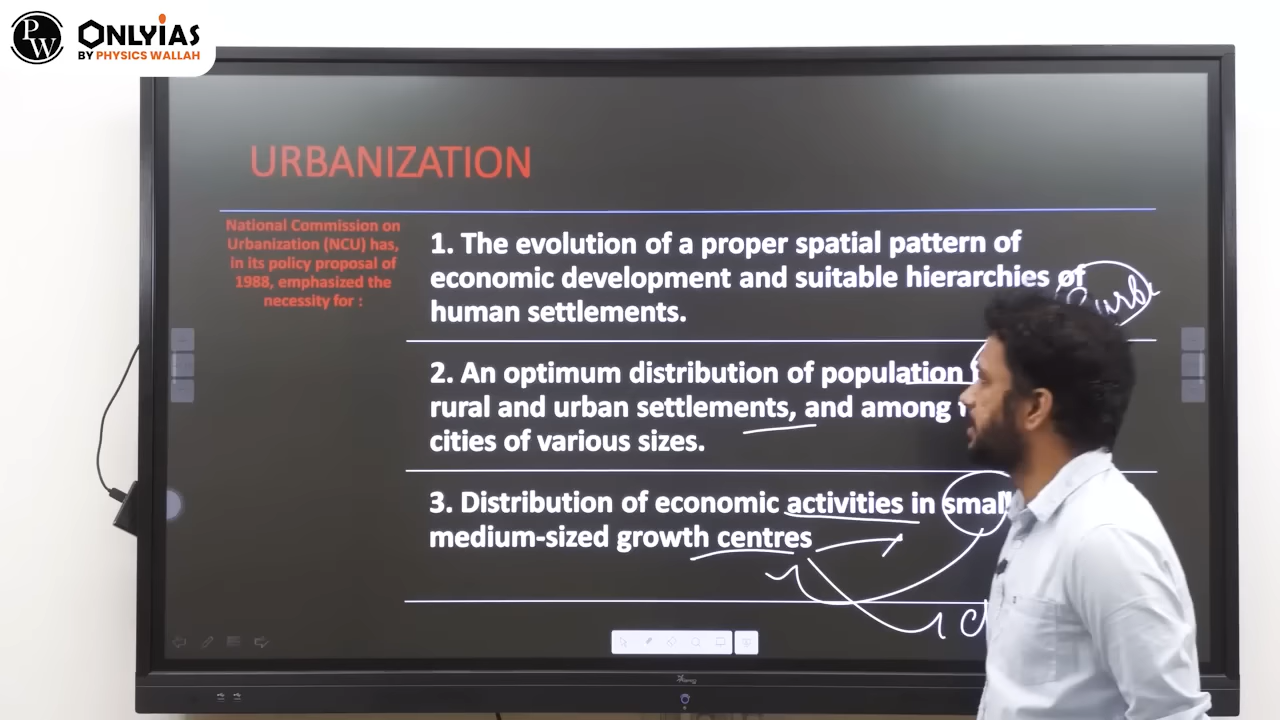 PW
ONLYIAS
BY PHYSICS WALLAH
URBANIZATION
National Commission on
Urbanization (NCU) has,
in its policy proposal of
1988, emphasized the
necessity for :
1. The evolution of a proper spatial pattern of
economic development and suitable hierarchies of
human settlements.
2. An optimum distribution of population
rural and urban settlements, and among
cities of various sizes.
3. Distribution of economic activities in small
medium-sized growth centres